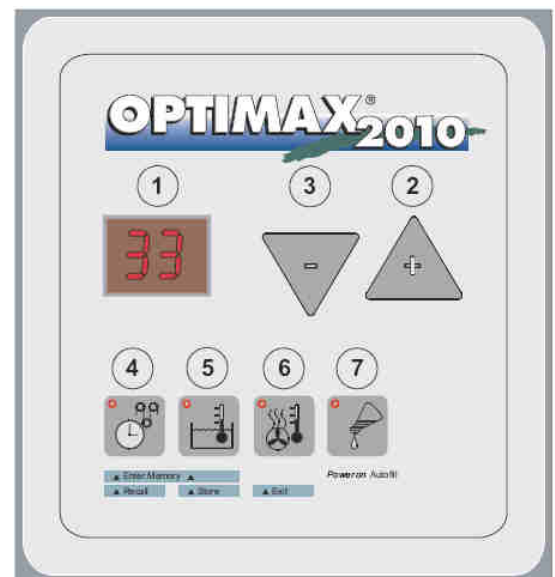 OPTIMAX® 2010
1 3 2
33
- +
4 5 6 7
▲ Enter Memory ▲
Power on Autofill
▲ Recall ▲ Store ▲ Exit